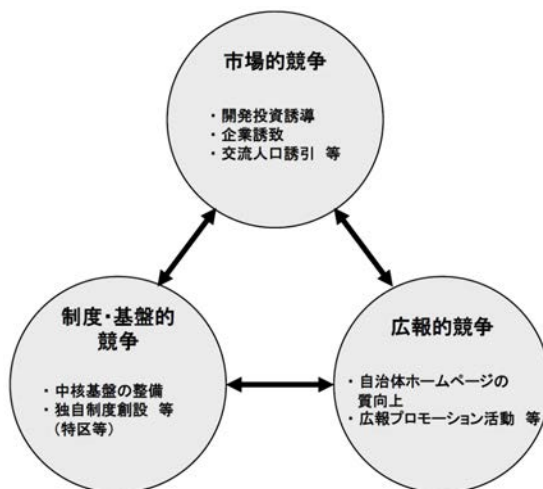 市場的競争
・ 開発投資誘導
・ 企業誘致
・ 交流人口誘引 等
制度・基盤的
競争
・ 中核基盤の整備
・ 独自制度創設 等
（特区等）
広報的競争
・ 自治体ホームページの
質向上
・ 広報プロモーション活動 等